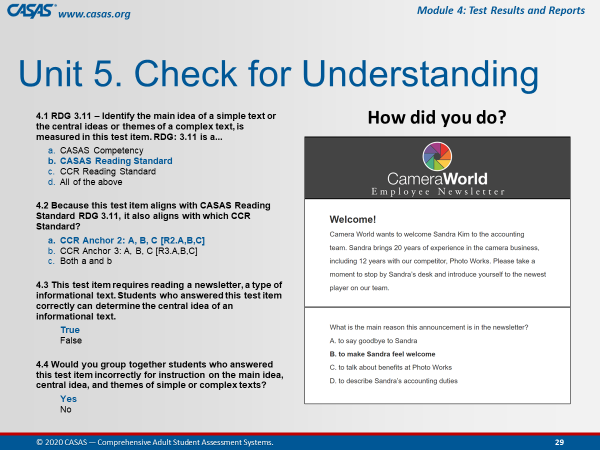 CASAS® www.casas.org
Module 4: Test Results and Reports
Unit 5. Check for Understanding
4.1 RDG 3.11 – Identify the main idea of a simple text or
the central ideas or themes of a complex text, is
measured in this test item. RDG: 3.11 is a...
a. CASAS Competency
b. CASAS Reading Standard
c. CCR Reading Standard
d. All of the above
4.2 Because this test item aligns with CASAS Reading
Standard RDG 3.11, it also aligns with which CCR
Standard?
a. CCR Anchor 2: A, B, C [R2.A,B,C]
b. CCR Anchor 3: A, B, C [R3.A,B,C]
c. Both a and b
4.3 This test item requires reading a newsletter, a type of
informational text. Students who answered this test item
correctly can determine the central idea of an
informational text.
True
False
4.4 Would you group together students who answered
this test item incorrectly for instruction on the main idea,
central idea, and themes of simple or complex texts?
Yes
No
How did you do?
CameraWorld
Employee Newsletter
Welcome!
Camera World wants to welcome Sandra Kim to the accounting
team. Sandra brings 20 years of experience in the camera business,
including 12 years with our competitor, Photo Works. Please take a
moment to stop by Sandra's desk and introduce yourself to the newest
player on our team.
What is the main reason this announcement is in the newsletter?
A. to say goodbye to Sandra
B. to make Sandra feel welcome
C. to talk about benefits at Photo Works
D. to describe Sandra's accounting duties
© 2020 CASAS — Comprehensive Adult Student Assessment Systems.
29